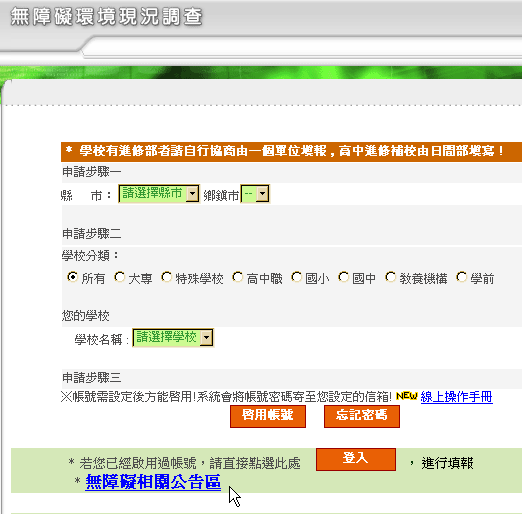 無障礙環境現況調查
* 學校有進修部者請自行協商由一個單位填報，高中進修補校由日間部填寫！
申請步驟一
縣 市： 請選擇縣市 鄉鎮市 --
申請步驟二
學校分類：
所有 大專 特殊學校 高中職 國小 國中 教養機構 學前
您的學校
學校名稱： 請選擇學校
申請步驟三
※帳號需設定後方能啓用!系統會將帳號密碼寄至您設定的信箱! NEW 線上操作手冊
啓用帳號 忘記密碼
* 若您已經啟用過帳號，請直接點選此處 登入 ，進行填報
* 無障礙相關公告區